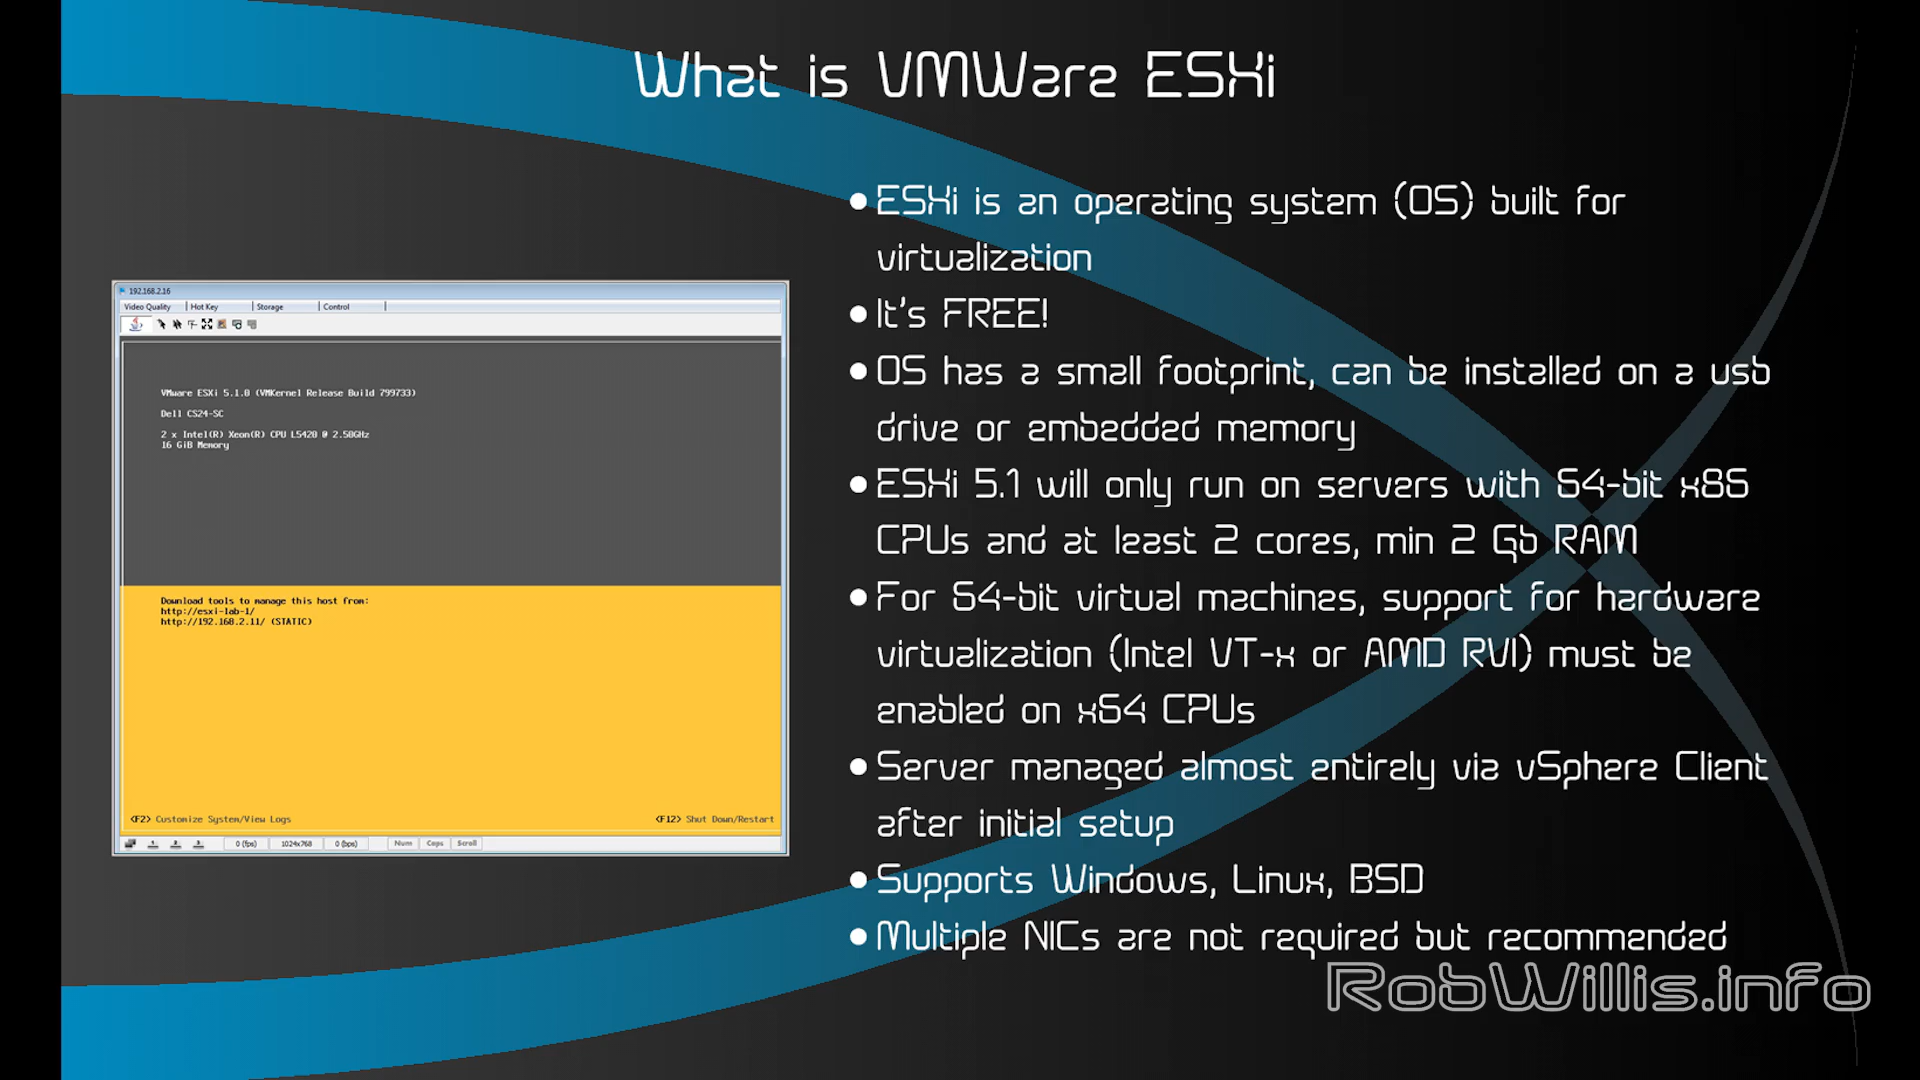 What is VMWare ESXi
ESXi is an operating system (OS) built for
virtualization
It's FREE!
OS has a small footprint, can be installed on a usb
drive or embedded memory
ESXi 5.1 will only run on servers with 64-bit x86
CPUs and at least 2 cores, min 2 Gb RAM
For 64-bit virtual machines, support for hardware
virtualization (Intel VT-x or AMD RVI) must be
enabled on x64 CPUs
Server managed almost entirely via vSphere Client
after initial setup
Supports Windows, Linux, BSD
Multiple NICs are not required but recommended
192.168.2.16
Video Quality Hot Key Storage Control
VMware ESXi 5.1.0 (VMKernel Release Build 799733)
Dell CS24-SC
2 x Intel(R) Xeon(R) CPU L5420 @ 2.50GHz
16 GiB Memory
Download tools to manage this host from:
http://esxi-lab-1/
http://192.168.2.11/ (STATIC)
<F2> Customize System/View Logs
<F12> Shut Down/Restart
1 2 3 0 (fps) 1024x768 0 (bps) Num Caps Scroll
RobWillis.info